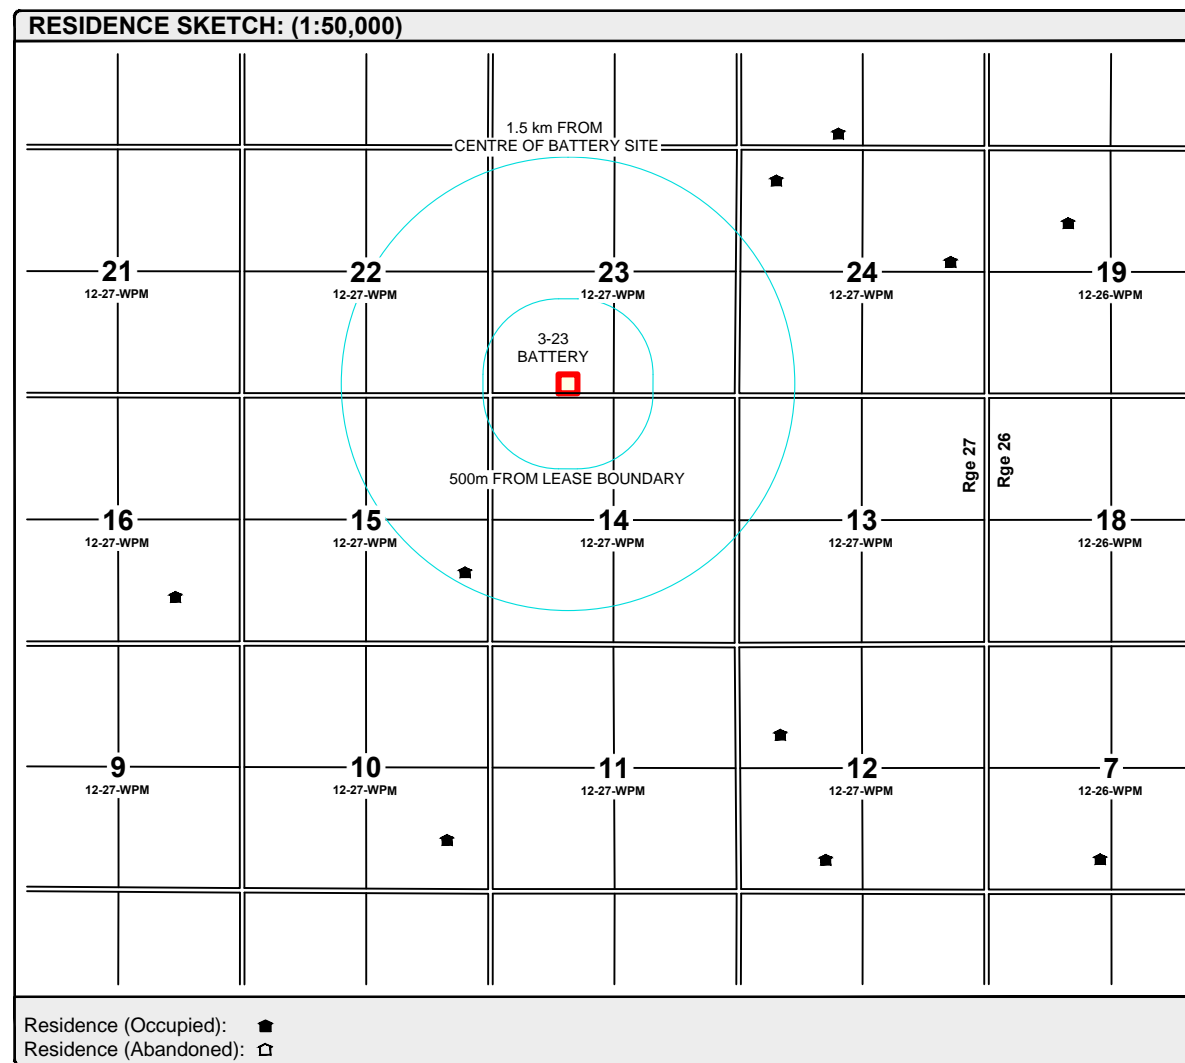 RESIDENCE SKETCH: (1:50,000)
1.5 km FROM
CENTRE OF BATTERY SITE
21
12-27-WPM
22
12-27-WPM
23
12-27-WPM
24
12-27-WPM
19
12-26-WPM
3-23
BATTERY
Rge 27
Rge 26
500m FROM LEASE BOUNDARY
16
12-27-WPM
15
12-27-WPM
14
12-27-WPM
13
12-27-WPM
18
12-26-WPM
9
12-27-WPM
10
12-27-WPM
11
12-27-WPM
12
12-27-WPM
7
12-26-WPM
Residence (Occupied):
Residence (Abandoned):